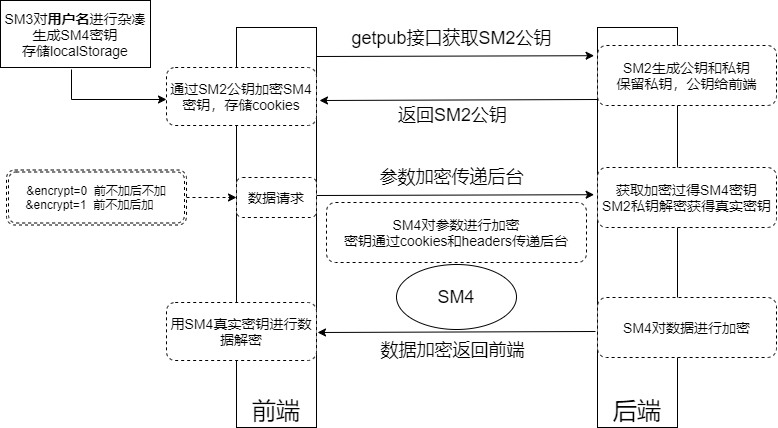 SM3对用户名进行杂凑
生成SM4密钥
存储localStorage
getpub接口获取SM2公钥
SM2生成公钥和私钥
保留私钥，公钥给前端
通过SM2公钥加密SM4
密钥，存储cookies
返回SM2公钥
&encrypt=0 前不加后不加
&encrypt=1 前不加后加
数据请求
参数加密传递后台
获取加密过得SM4密钥
SM2私钥解密获得真实密钥
SM4对参数进行加密
密钥通过cookies和headers传递后台
SM4
用SM4真实密钥进行数
据解密
SM4对数据进行加密
数据加密返回前端
前端
后端